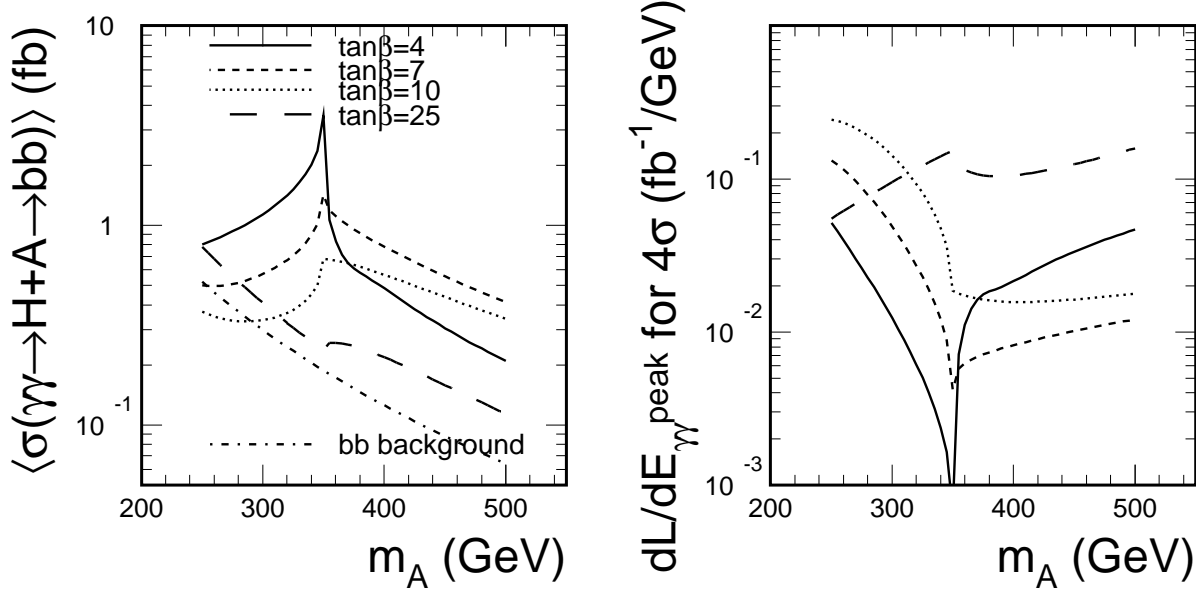 ⟨σ(γγ→H+A→bb)⟩ (fb)
10
1
10 -1
tanβ=4
tanβ=7
tanβ=10
tanβ=25
bb background
200 300 400 500
m_A (GeV)
dL/dE_γγ^peak for 4σ (fb^-1/GeV)
10 -1
10 -2
10 -3
200 300 400 500
m_A (GeV)